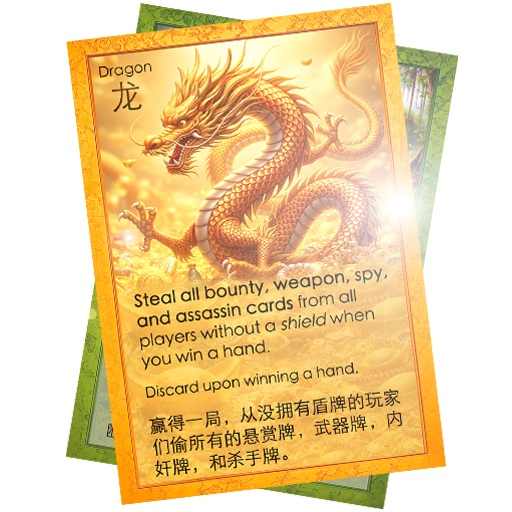 Dragon
龙
Steal all bounty, weapon, spy,
and assassin cards from all
players without a shield when
you win a hand.
Discard upon winning a hand.
赢得一局，从没拥有盾牌的玩家
们偷所有的悬赏牌，武器牌，内
奸牌，和杀手牌。